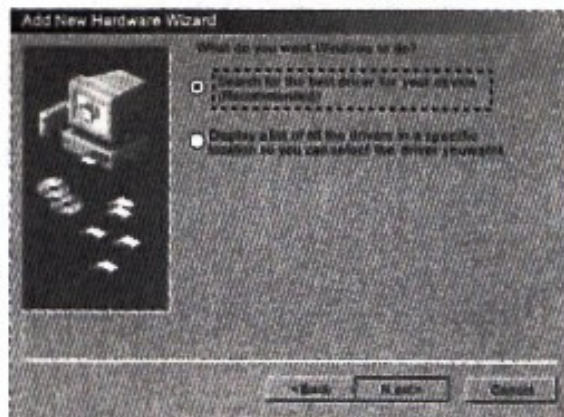 Add New Hardware Wizard
What do you want Windows to do?
Search for the best driver for your device
(Recommended)
Display a list of all the drivers in a specific
location, so you can select the driver you want.
< Back
Next >
Cancel